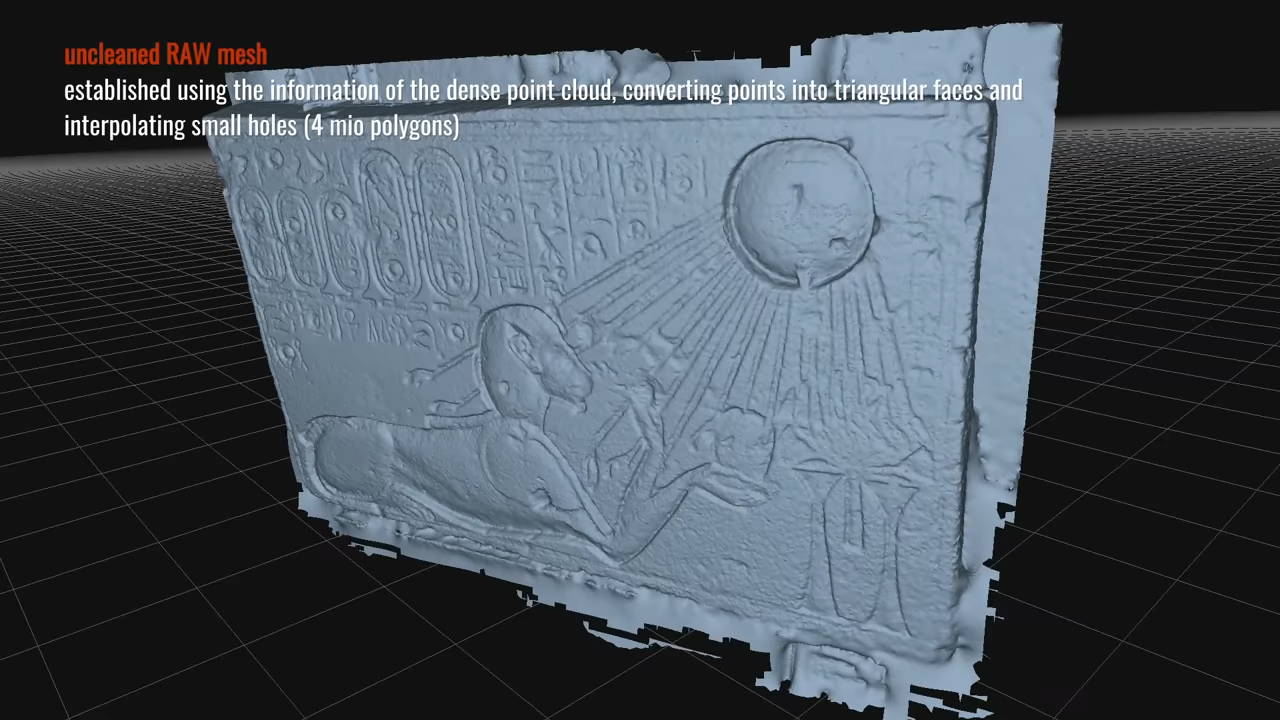 uncleaned RAW mesh
established using the information of the dense point cloud, converting points into triangular faces and
interpolating small holes (4 mio polygons)